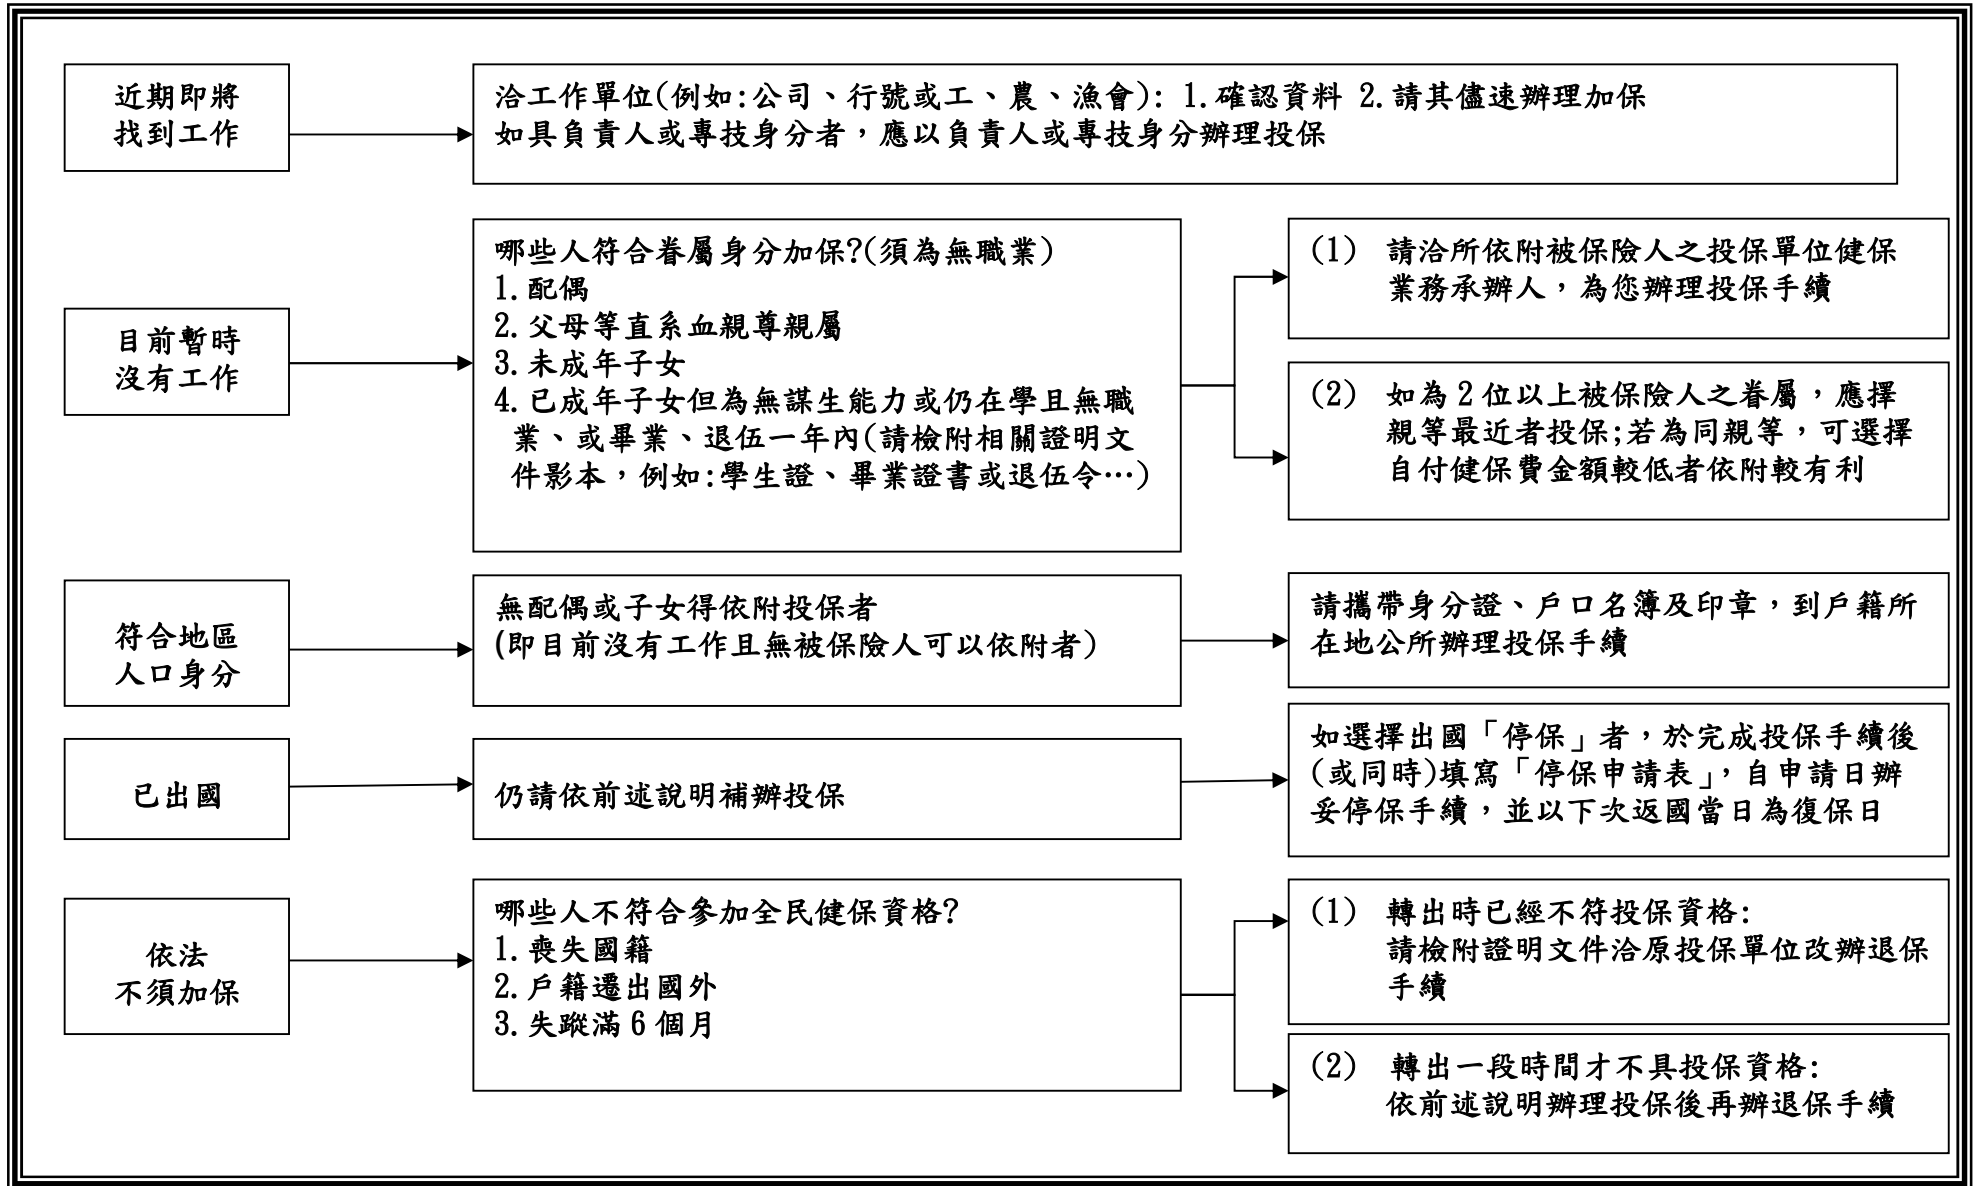 近期即將
找到工作
洽工作單位(例如:公司、行號或工、農、漁會): 1.確認資料 2.請其儘速辦理加保
如具負責人或專技身分者，應以負責人或專技身分辦理投保
目前暫時
沒有工作
哪些人符合眷屬身分加保?(須為無職業)
1.配偶
2.父母等直系血親尊親屬
3.未成年子女
4.已成年子女但為無謀生能力或仍在學且無職
業、或畢業、退伍一年內(請檢附相關證明文
件影本，例如:學生證、畢業證書或退伍令…)
(1) 請洽所依附被保險人之投保單位健保
業務承辦人，為您辦理投保手續
(2) 如為2位以上被保險人之眷屬，應擇
親等最近者投保;若為同親等，可選擇
自付健保費金額較低者依附較有利
符合地區
人口身分
無配偶或子女得依附投保者
(即目前沒有工作且無被保險人可以依附者)
請攜帶身分證、戶口名簿及印章，到戶籍所
在地公所辦理投保手續
已出國
仍請依前述說明補辦投保
如選擇出國「停保」者，於完成投保手續後
(或同時)填寫「停保申請表」，自申請日辦
妥停保手續，並以下次返國當日為復保日
依法
不須加保
哪些人不符合參加全民健保資格?
1.喪失國籍
2.戶籍遷出國外
3.失蹤滿6個月
(1) 轉出時已經不符投保資格:
請檢附證明文件洽原投保單位改辦退保
手續
(2) 轉出一段時間才不具投保資格:
依前述說明辦理投保後再辦退保手續